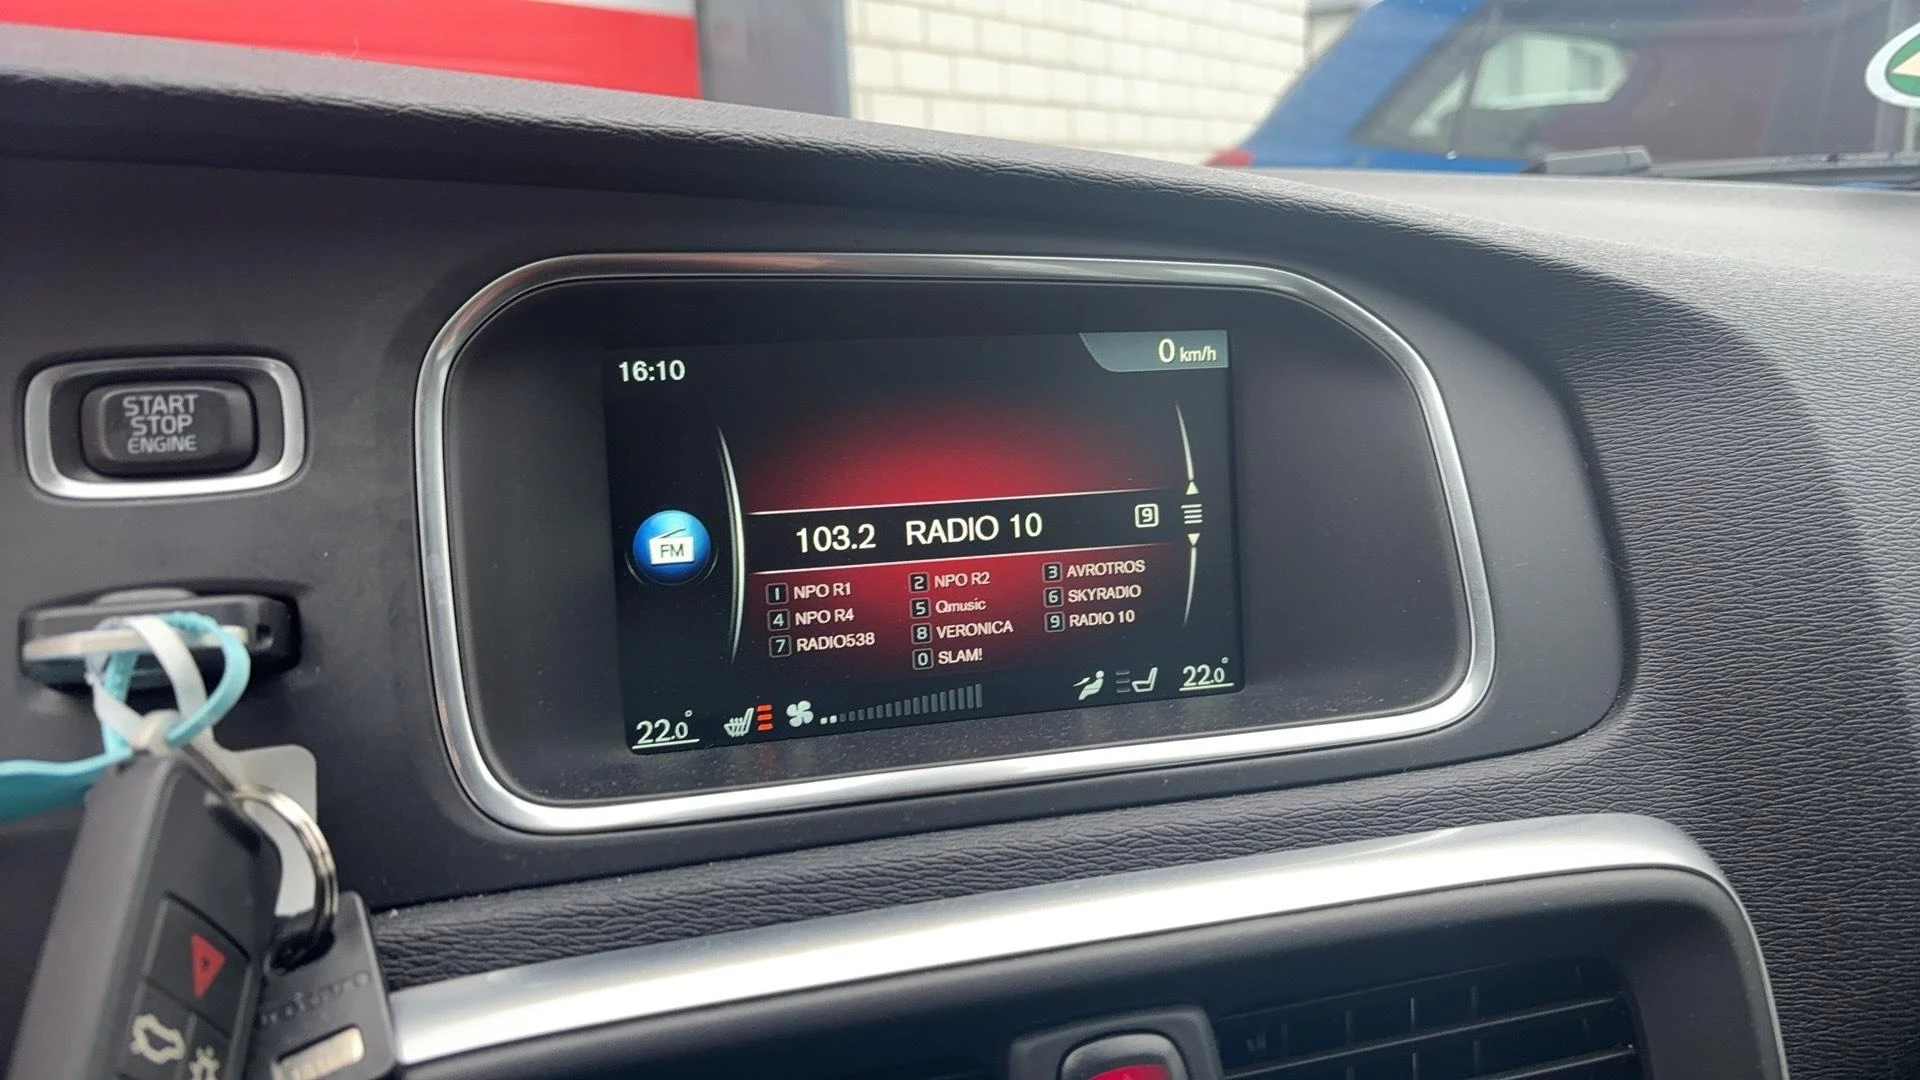 16:10
0 km/h
START
STOP
ENGINE
FM
103.2 RADIO 10 9
1 NPO R1 2 NPO R2 3 AVROTROS
4 NPO R4 5 Qmusic 6 SKYRADIO
7 RADIO538 8 VERONICA 9 RADIO 10
0 SLAM!
22.0° 22.0°